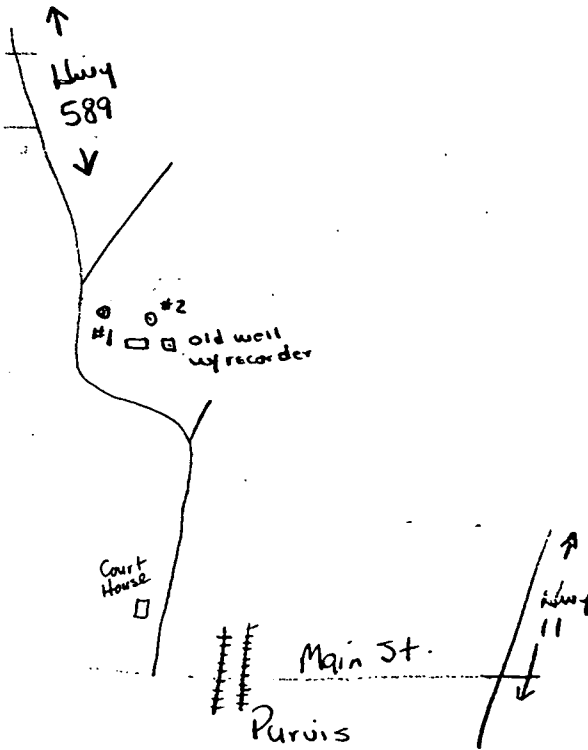 Hwy
589
#1
#2
old well
w/recorder
Court
House
Hwy
11
Main St.
Purvis